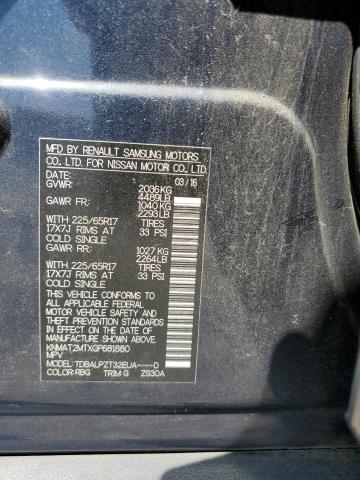 MFD BY RENAULT SAMSUNG MOTORS
CO. LTD. FOR NISSAN MOTOR CO., LTD.
DATE: 03/16
GVWR: 2036KG
4489LB
GAWR FR: 1040KG
2293LB
WITH 225/65R17 TIRES
17X7J RIMS AT 33 PSI
COLD SINGLE
GAWR RR: 1027KG
2264LB
WITH 225/65R17 TIRES
17X7J RIMS AT 33 PSI
COLD SINGLE
THIS VEHICLE CONFORMS TO ALL
APPLICABLE FEDERAL MOTOR
VEHICLE SAFETY AND THEFT
PREVENTION STANDARDS IN
EFFECT ON THE DATE OF
MANUFACTURE SHOWN ABOVE.
KNMAT2MTXGP681880
MPV
MODEL: TDBALPZT32EUA----D
COLOR: RBG TRIM: G ZS30A